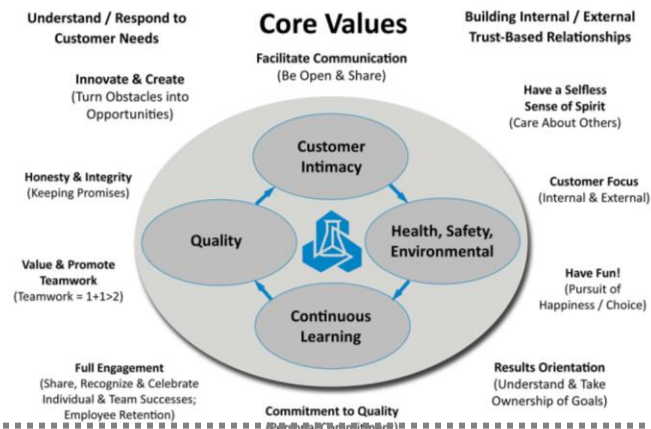 Core Values
Understand / Respond to
Customer Needs
Building Internal / External
Trust-Based Relationships
Facilitate Communication
(Be Open & Share)
Innovate & Create
(Turn Obstacles into
Opportunities)
Have a Selfless
Sense of Spirit
(Care About Others)
Honesty & Integrity
(Keeping Promises)
Customer Focus
(Internal & External)
Value & Promote
Teamwork
(Teamwork = 1+1>2)
Have Fun!
(Pursuit of
Happiness / Choice)
Full Engagement
(Share, Recognize & Celebrate
Individual & Team Successes;
Employee Retention)
Results Orientation
(Understand & Take
Ownership of Goals)
Commitment to Quality
Customer
Intimacy
Health, Safety,
Environmental
Continuous
Learning
Quality